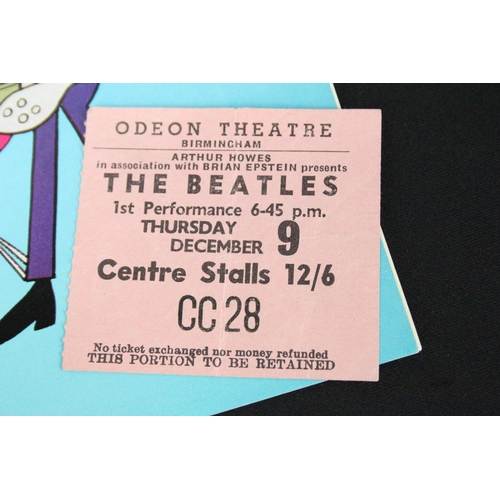 ODEON THEATRE
BIRMINGHAM
ARTHUR HOWES
in association with BRIAN EPSTEIN presents
THE BEATLES
1st Performance 6-45 p.m.
THURSDAY
DECEMBER 9
Centre Stalls 12/6
CC 28
No ticket exchanged nor money refunded
THIS PORTION TO BE RETAINED